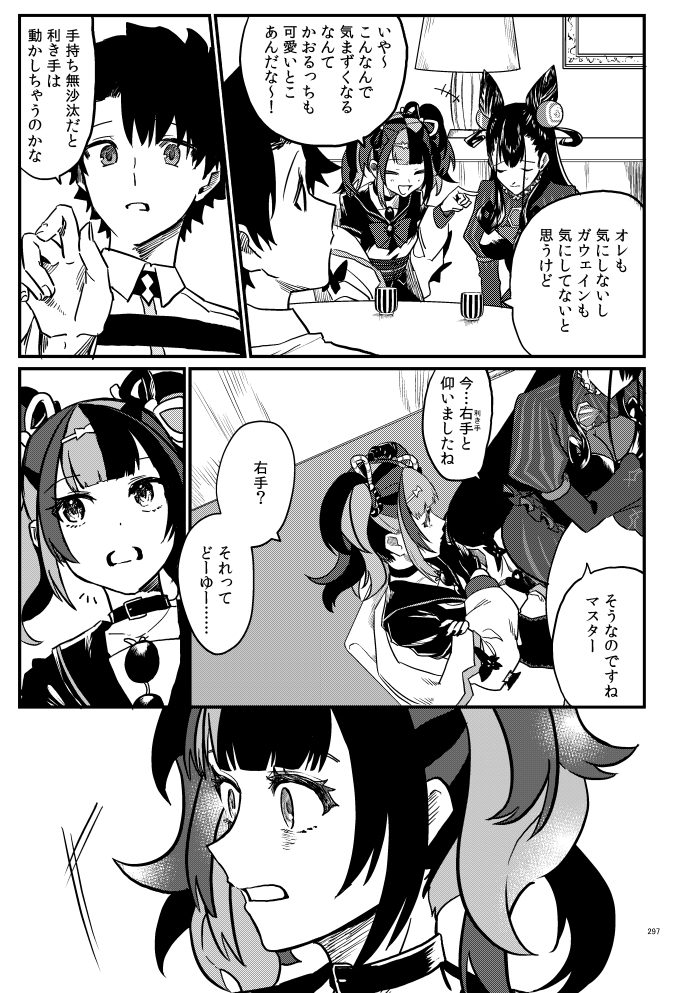 いや〜
こんなんで
気まずくなる
なんて
かおるっちも
可愛いとこ
あんだな〜!
オレも
気にしないし
ガウェインも
気にしてないと
思うけど
手持ち無沙汰だと
利き手は
動かしちゃうのかな
今…右手と
利き手
仰いましたね
そうなのですね
マスター
右手?
それって
どーゆー……
297